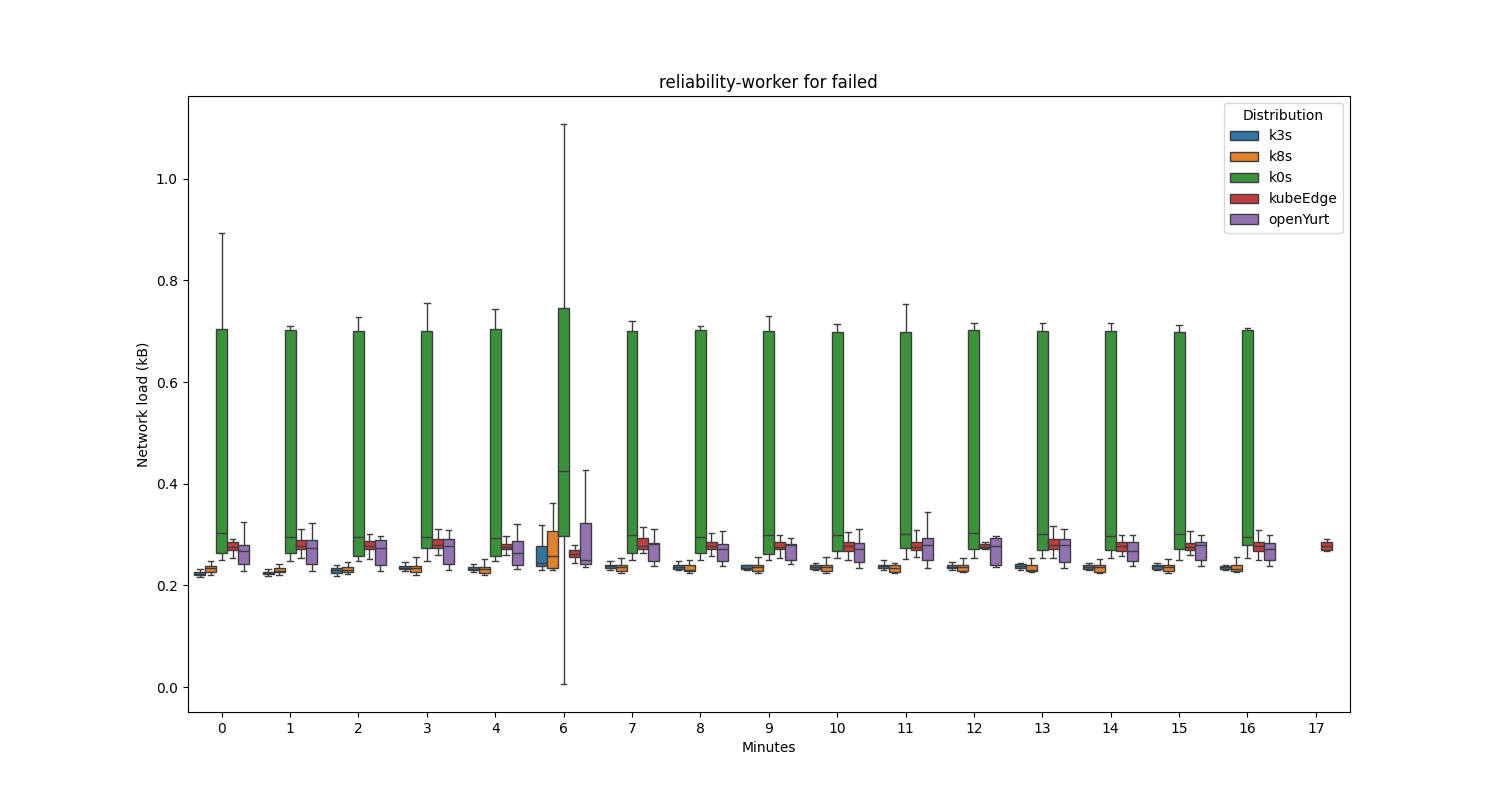 reliability-worker for failed
Distribution
k3s
k8s
k0s
kubeEdge
openYurt
Network load (kB)
1.0
0.8
0.6
0.4
0.2
0.0
0 1 2 3 4 6 7 8 9 10 11 12 13 14 15 16 17
Minutes